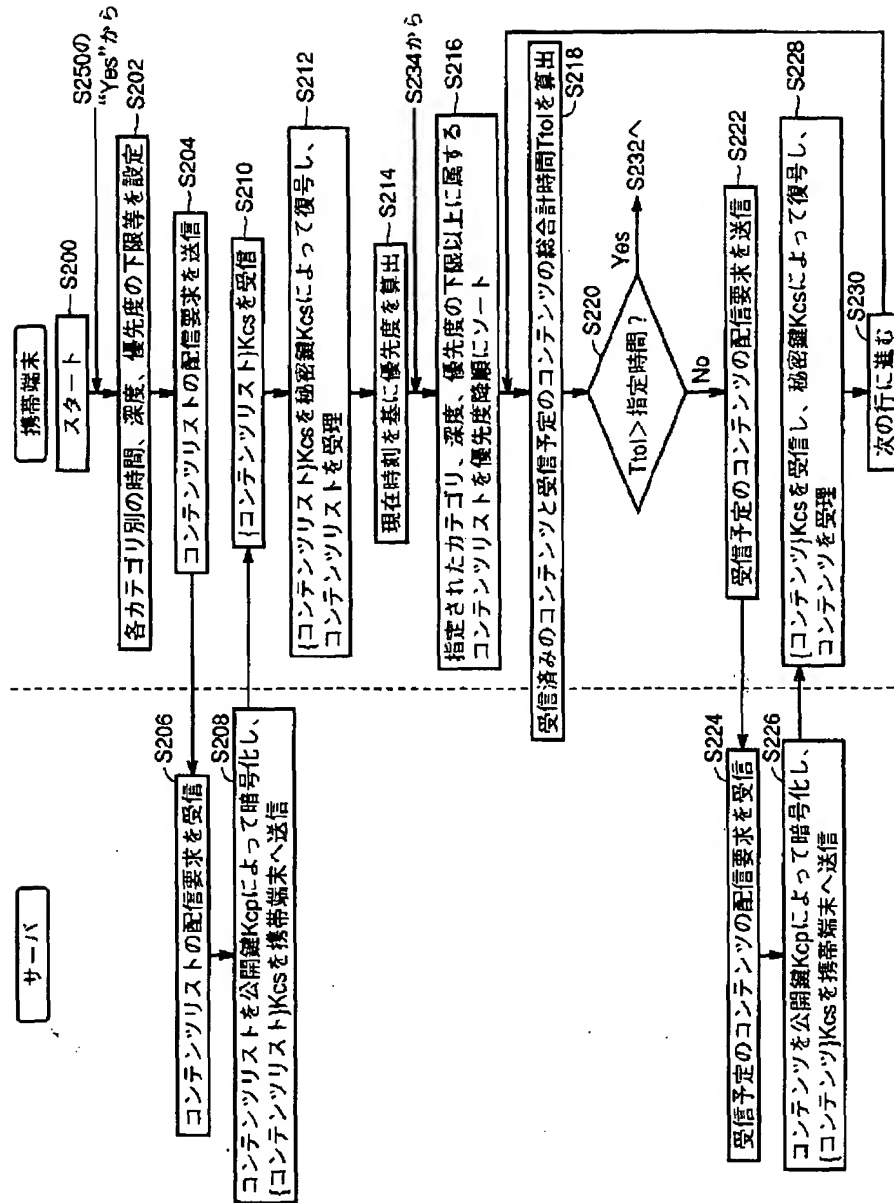 携帯端末
スタート
S200
S250の
“Yes”から
各カテゴリ別の時間、深度、優先度の下限等を設定
S202
コンテンツリストの配信要求を送信
S204
サーバ
コンテンツリストの配信要求を受信
S206
コンテンツリストを公開鍵Kcpによって暗号化し、
{コンテンツリスト}Kcsを携帯端末へ送信
S208
{コンテンツリスト}Kcsを受信
S210
{コンテンツリスト}Kcsを秘密鍵Kcsによって復号し、
コンテンツリストを受理
S212
現在時刻を基に優先度を算出
S214
S234から
指定されたカテゴリ、深度、優先度の下限以上に属する
コンテンツリストを優先度降順にソート
S216
受信済みのコンテンツと受信予定のコンテンツの総合計時間Ttolを算出
S218
Ttol>指定時間?
S220
Yes
S232へ
No
受信予定のコンテンツの配信要求を送信
S222
受信予定のコンテンツの配信要求を受信
S224
コンテンツを公開鍵Kcpによって暗号化し、
{コンテンツ}Kcsを携帯端末へ送信
S226
{コンテンツ}Kcsを受信し、秘密鍵Kcsによって復号し、
コンテンツを受理
S228
次の行に進む
S230